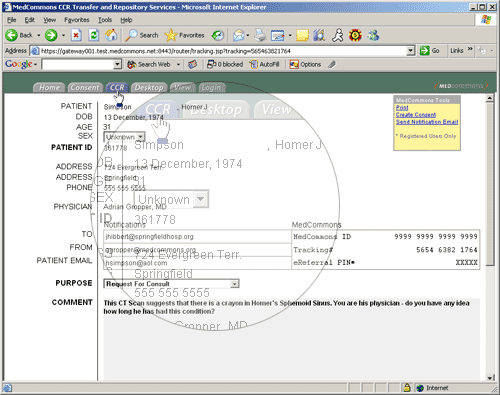 MedCommons CCR Transfer and Repository Services - Microsoft Internet Explorer
File Edit View Favorites Tools Help
Back Search Favorites
Address https://gateway001.test.medcommons.net:8443/router/tracking.jsp?tracking=565463821764 Go Links
Google Search Web 0 blocked AutoFill Options
Home Consent CCR Desktop View Login MEDCOMMONS
CCR Desktop View
PATIENT Simpson , Homer J
DOB 13 December, 1974
AGE 31
SEX Unknown
PATIENT ID 361778
ADDRESS 724 Evergreen Terr.
ADDRESS Springfield
PHONE 555 555 5555
PHYSICIAN Adrian Gropper, MD
MedCommons Tools
Print
Create Consent
Send Notification Email
* Registered Users Only
Simpson , Homer J
13 December, 1974
31
SEX Unknown
ID 361778
724 Evergreen Terr.
Springfield
555 555 5555
Gropper, MD
Notifications MedCommons
TO jhibbert@springfieldhosp.org MedCommons ID 9999 9999 9999 9999
FROM agropper@medcommons.org Tracking# 5654 6382 1764
PATIENT EMAIL hsimpson@aol.com eReferral PIN* XXXXX
PURPOSE Request For Consult
COMMENT This CT Scan suggests that there is a crayon in Homer's Sphenoid Sinus. You are his physician - do you have any idea
how long he has had this condition?
Internet